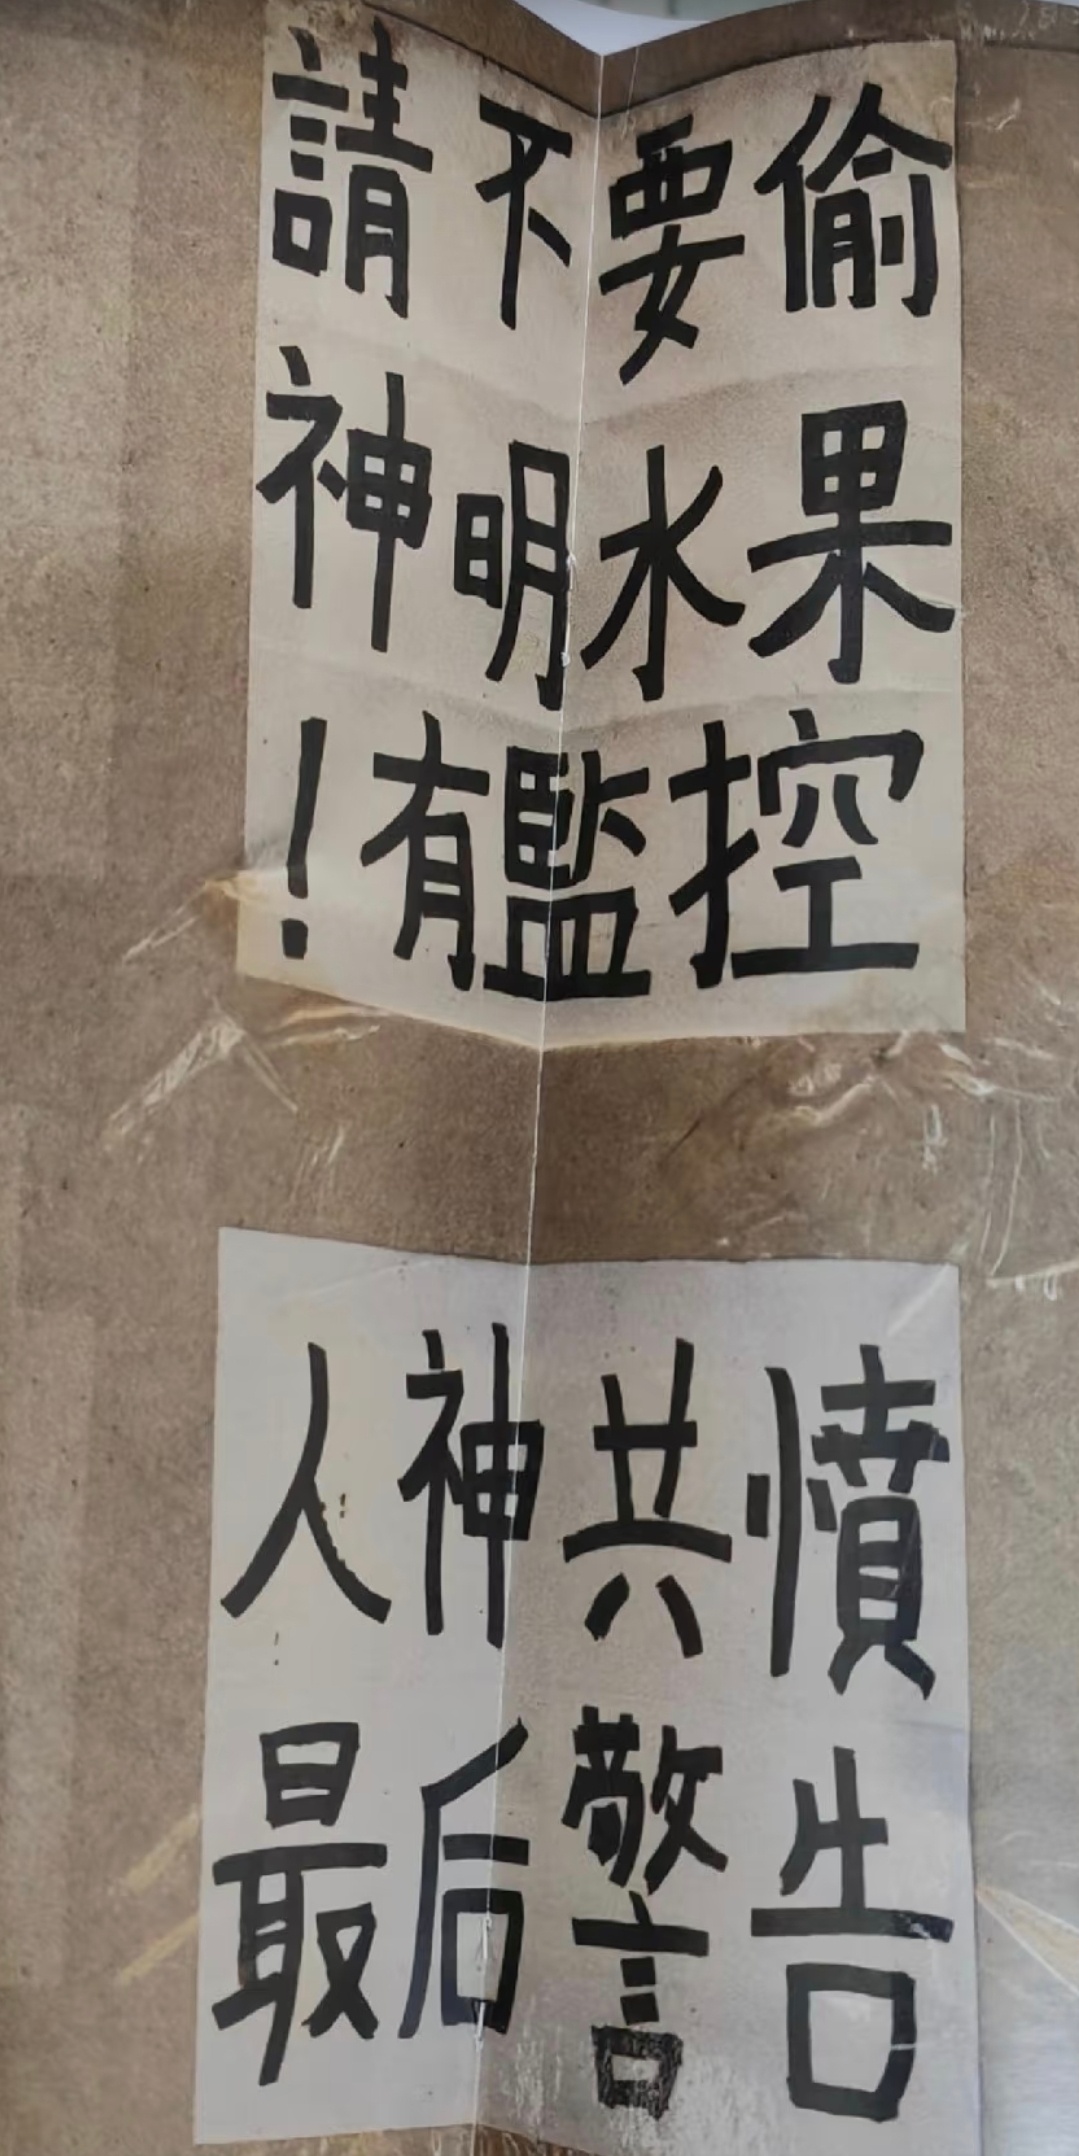 請不要偷
神明水果
！有監控
人神共憤
最后警告